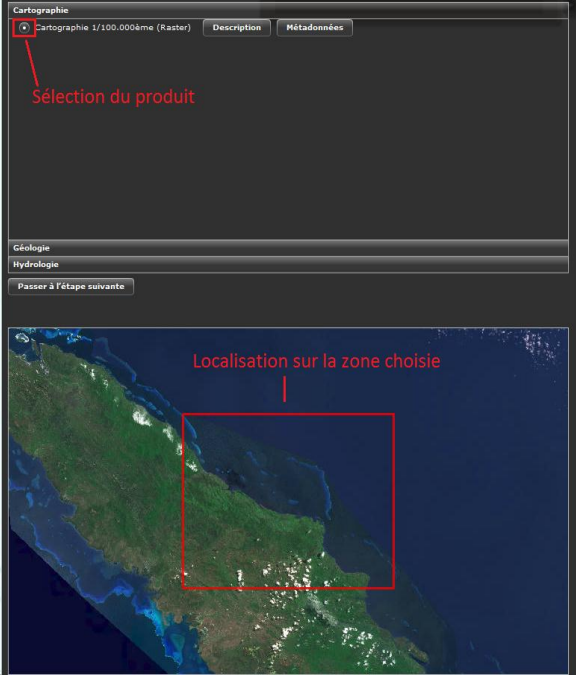 Cartographie
Cartographie 1/100.000ème (Raster) Description Métadonnées
Sélection du produit
Géologie
Hydrologie
Passer à l'étape suivante
Localisation sur la zone choisie